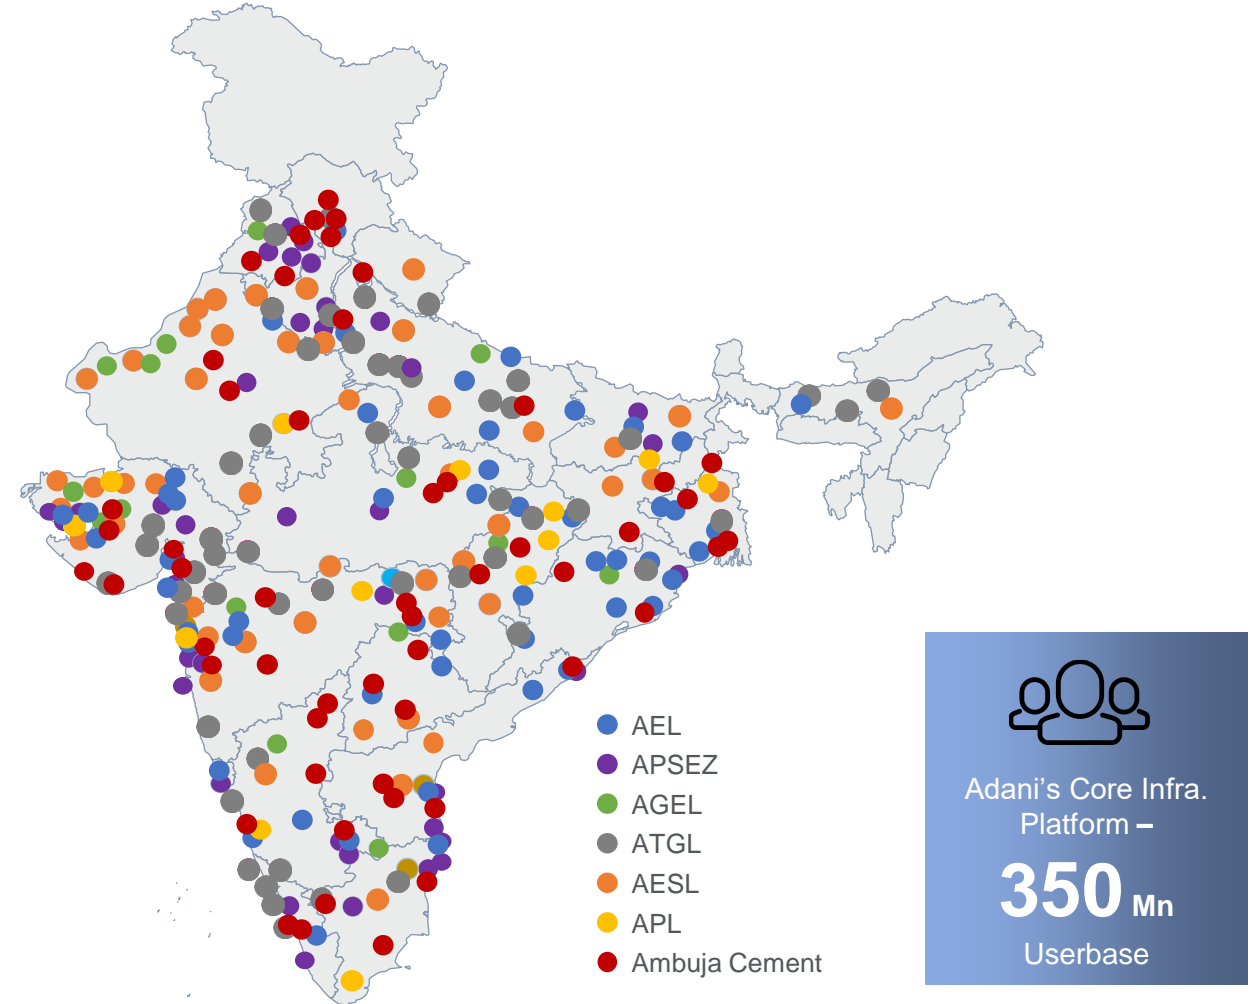 AEL
APSEZ
AGEL
ATGL
AESL
APL
Ambuja Cement
Adani’s Core Infra.
Platform –
350 Mn
Userbase